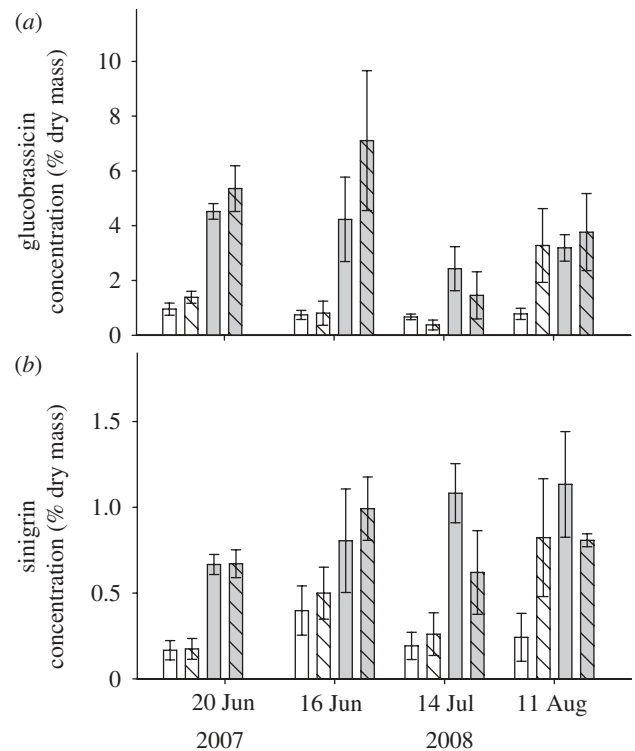 (a)
10
8
6
4
2
0
glucobrassicin
concentration (% dry mass)
(b)
1.5
1.0
0.5
0
sinigrin
concentration (% dry mass)
20 Jun 16 Jun 14 Jul 11 Aug
2007 2008